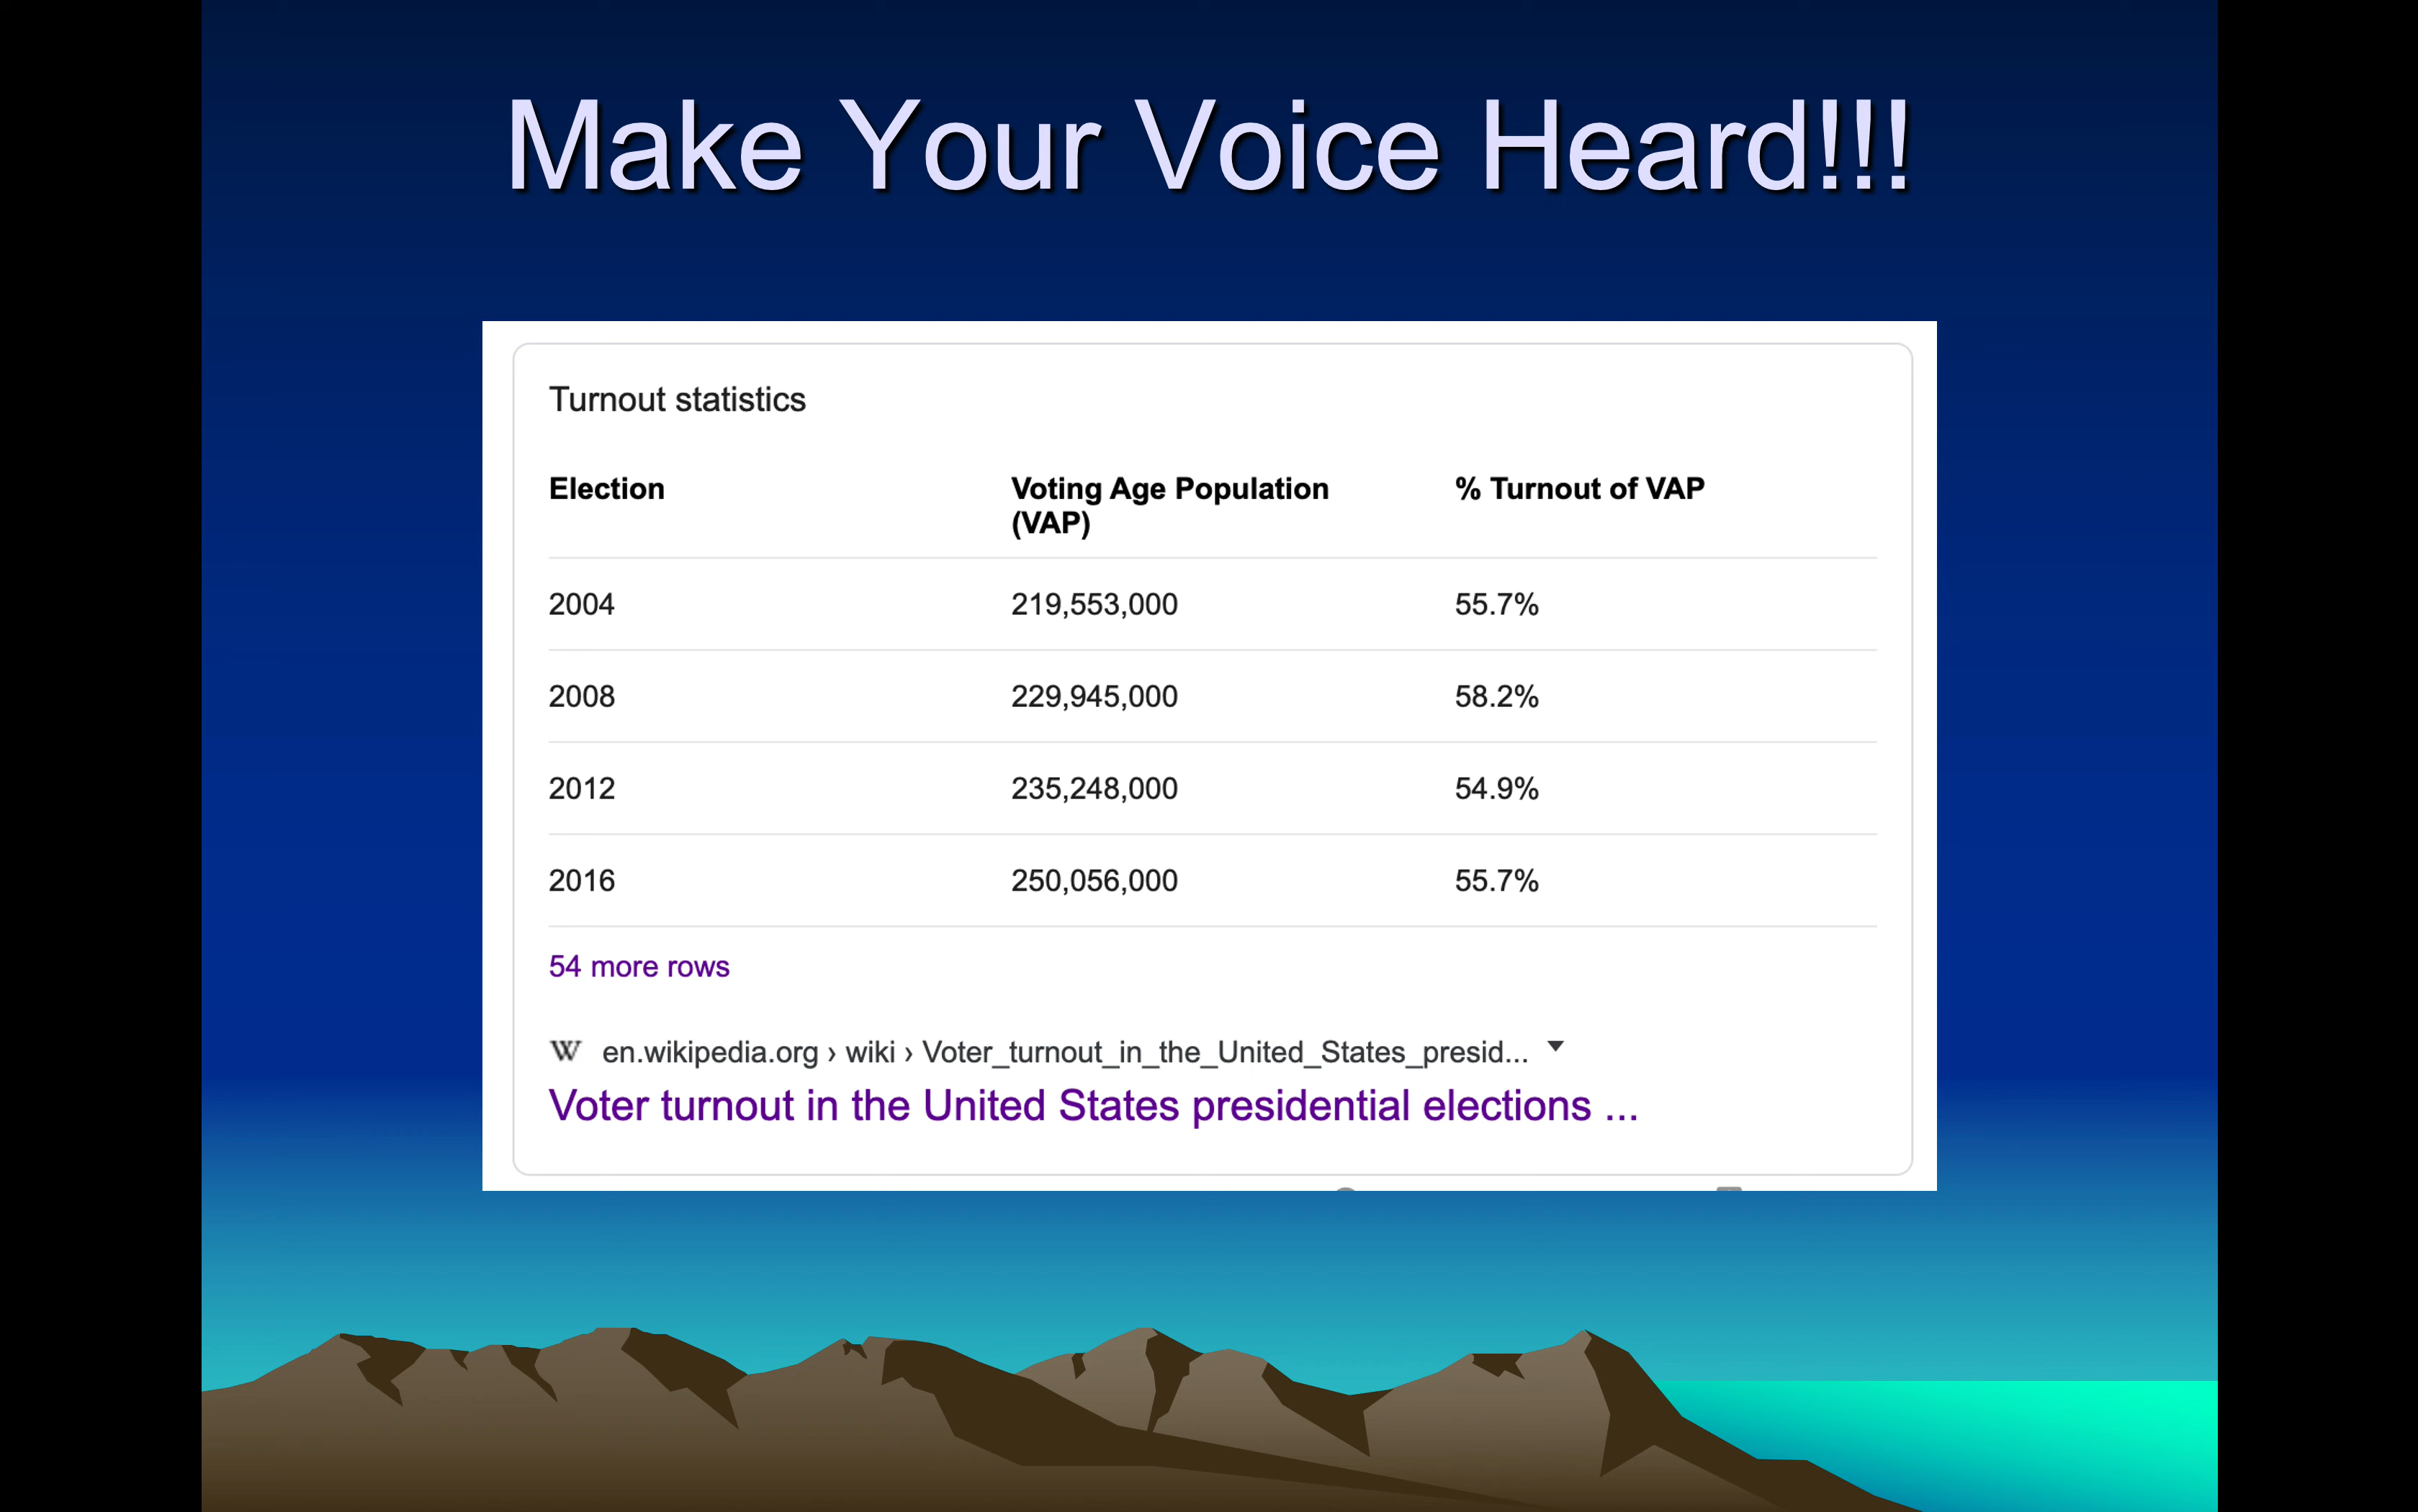 Make Your Voice Heard!!!
Turnout statistics
Election Voting Age Population (VAP) % Turnout of VAP
2004 219,553,000 55.7%
2008 229,945,000 58.2%
2012 235,248,000 54.9%
2016 250,056,000 55.7%
54 more rows
W en.wikipedia.org › wiki › Voter_turnout_in_the_United_States_presid...
Voter turnout in the United States presidential elections ...